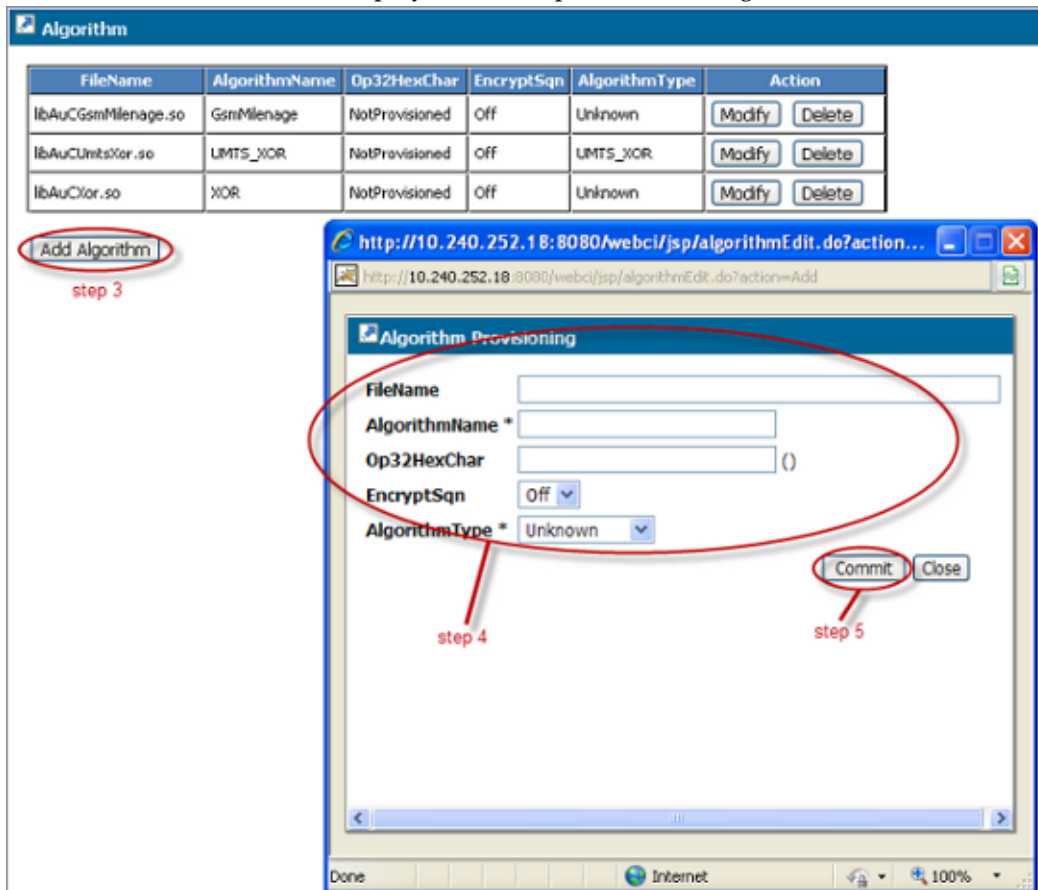 Algorithm
FileName AlgorithmName Op32HexChar EncryptSqn AlgorithmType Action
libAuCGsmMilenage.so GsmMilenage NotProvisioned Off Unknown Modify Delete
libAuCUmtsXor.so UMTS_XOR NotProvisioned Off UMTS_XOR Modify Delete
libAuCXor.so XOR NotProvisioned Off Unknown Modify Delete
Add Algorithm
step 3
http://10.240.252.18:8080/webci/jsp/algorithmEdit.do?action...
http://10.240.252.18:8080/webci/jsp/algorithmEdit.do?action=Add
Algorithm Provisioning
FileName
AlgorithmName *
Op32HexChar ()
EncryptSqn Off
AlgorithmType * Unknown
Commit Close
step 4
step 5
Done Internet 100%